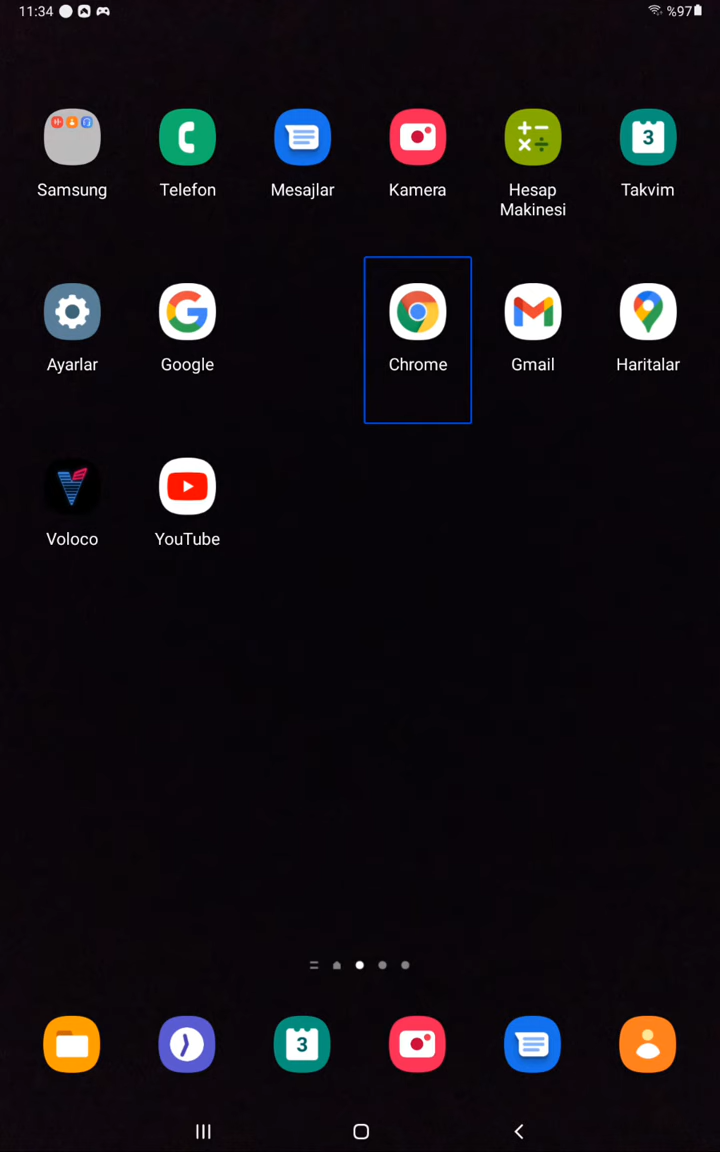 11:34
%97
Samsung
Telefon
Mesajlar
Kamera
Hesap
Makinesi
3
Takvim
Ayarlar
Google
Chrome
Gmail
Haritalar
Voloco
YouTube
3